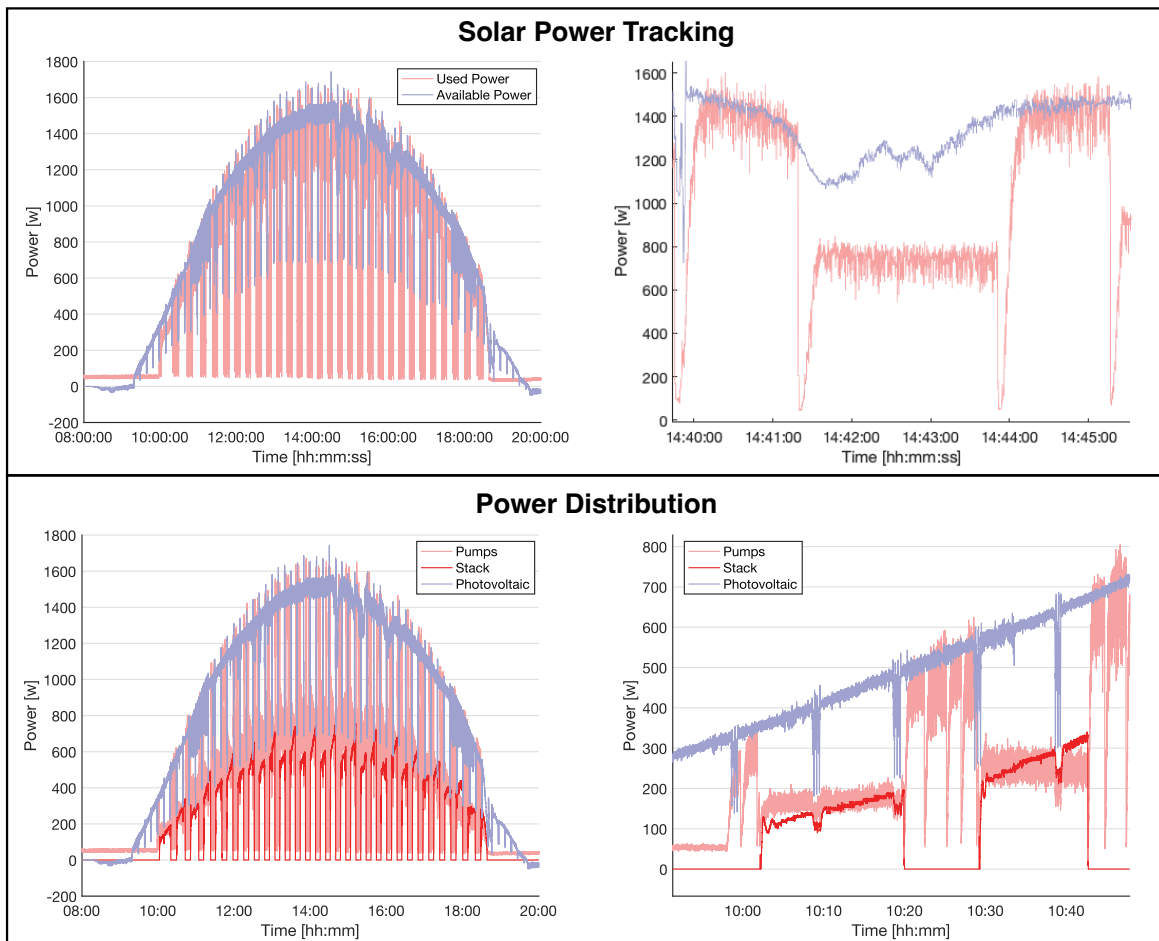 Solar Power Tracking
1800
1600
1400
1200
1000
800
600
400
200
0
-200
Power [w]
Used Power
Available Power
08:00:00 10:00:00 12:00:00 14:00:00 16:00:00 18:00:00 20:00:00
Time [hh:mm:ss]
1600
1400
1200
1000
800
600
400
200
0
Power [w]
14:40:00 14:41:00 14:42:00 14:43:00 14:44:00 14:45:00
Time [hh:mm:ss]
Power Distribution
1800
1600
1400
1200
1000
800
600
400
200
0
-200
Power [w]
Pumps
Stack
Photovoltaic
08:00 10:00 12:00 14:00 16:00 18:00 20:00
Time [hh:mm]
800
700
600
500
400
300
200
100
0
Power [w]
Pumps
Stack
Photovoltaic
10:00 10:10 10:20 10:30 10:40
Time [hh:mm]